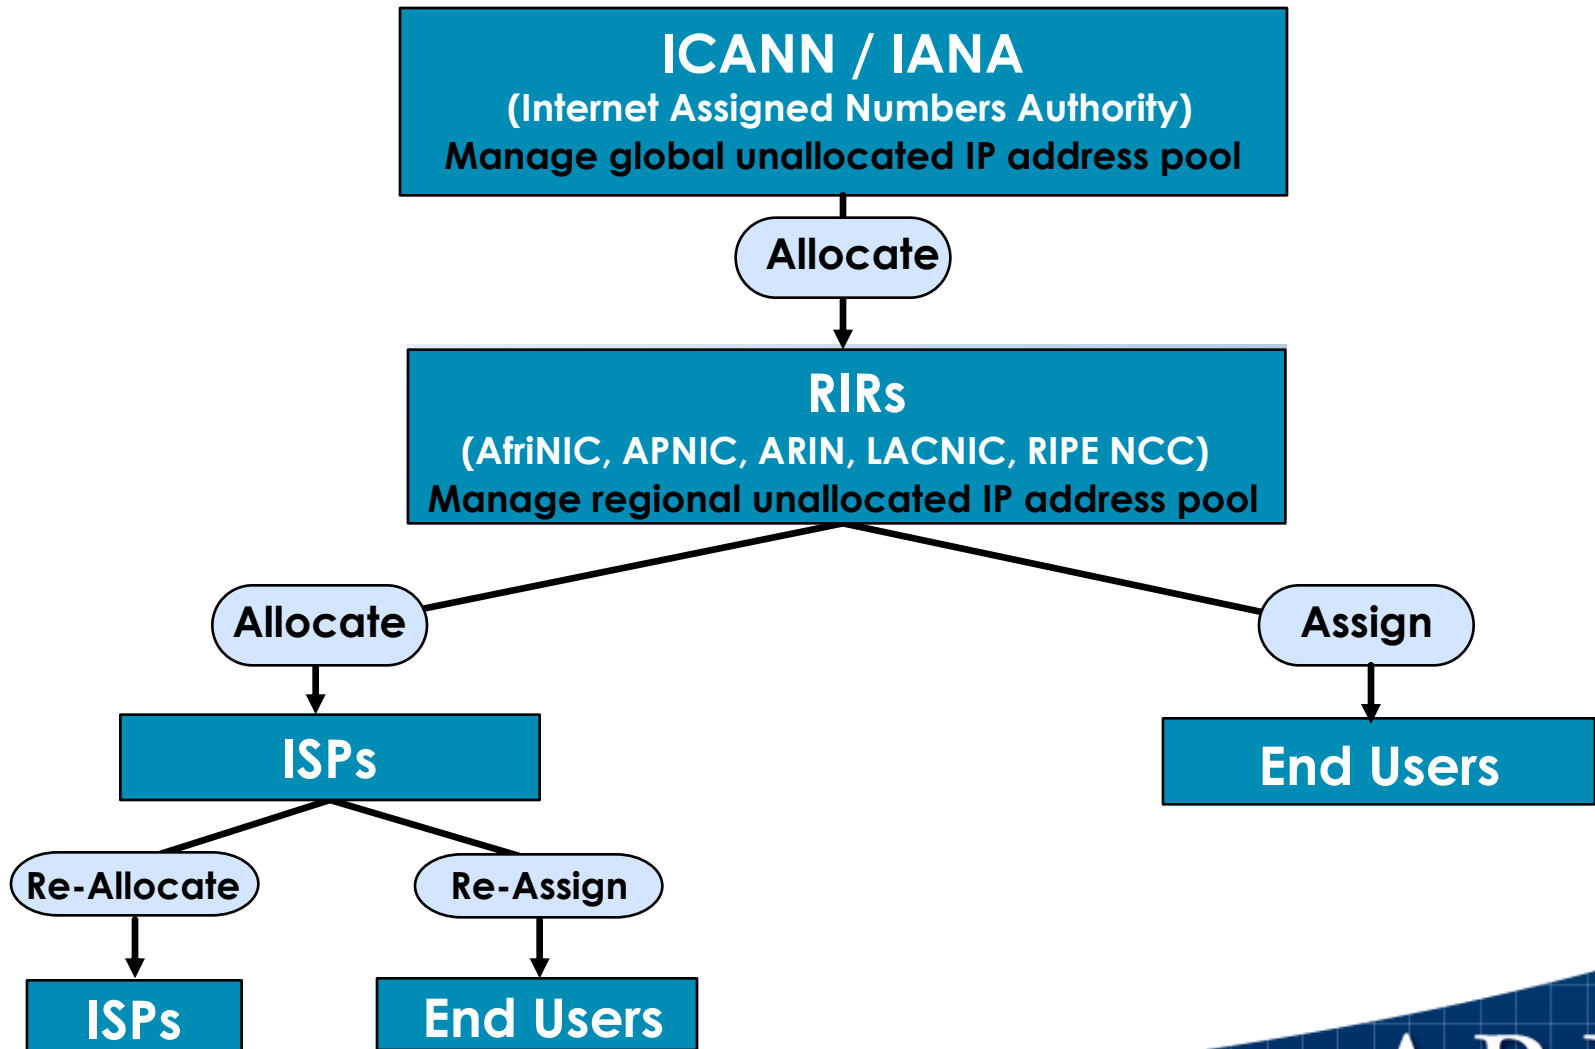 ICANN / IANA
(Internet Assigned Numbers Authority)
Manage global unallocated IP address pool
Allocate
RIRs
(AfriNIC, APNIC, ARIN, LACNIC, RIPE NCC)
Manage regional unallocated IP address pool
Allocate
Assign
ISPs
End Users
Re-Allocate
Re-Assign
ISPs
End Users